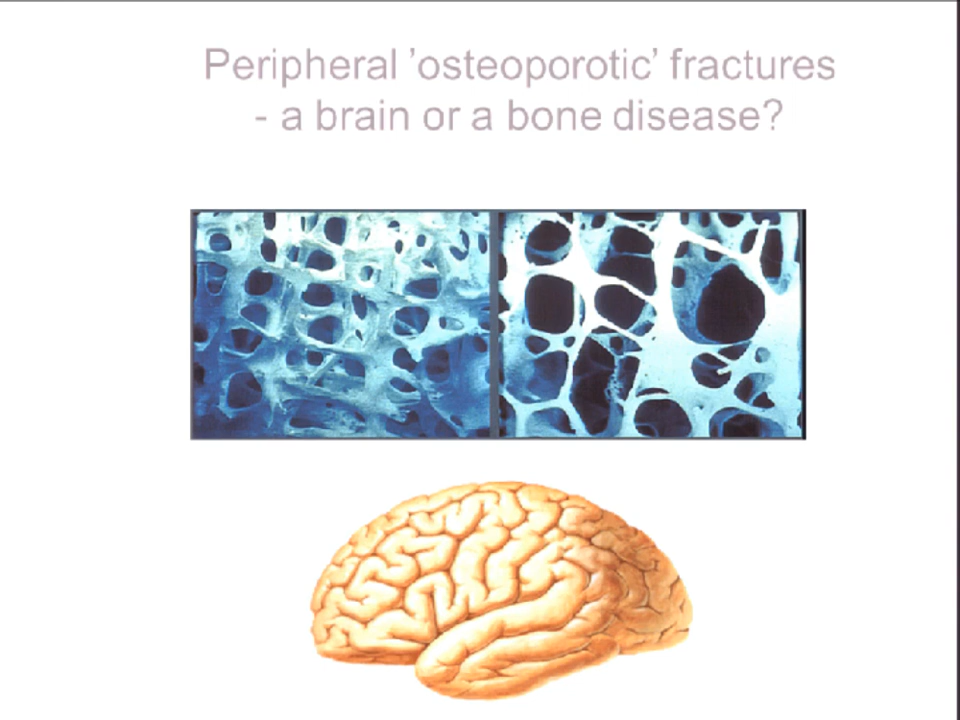 Peripheral ’osteoporotic’ fractures
- a brain or a bone disease?